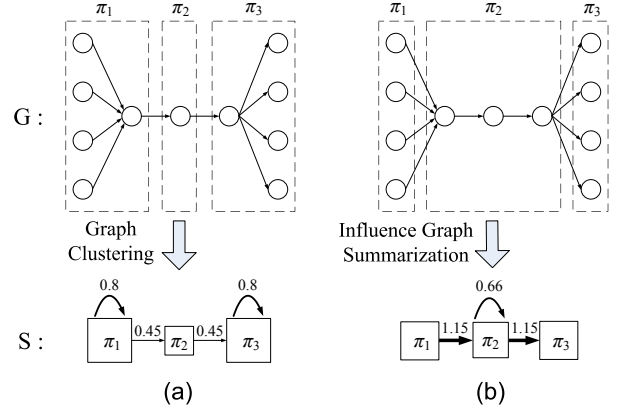 π1 π2 π3
π1 π2 π3
G :
Graph
Clustering
Influence Graph
Summarization
0.8 0.8
0.66
S :
π1 0.45 π2 0.45 π3
π1 1.15 π2 1.15 π3
(a)
(b)